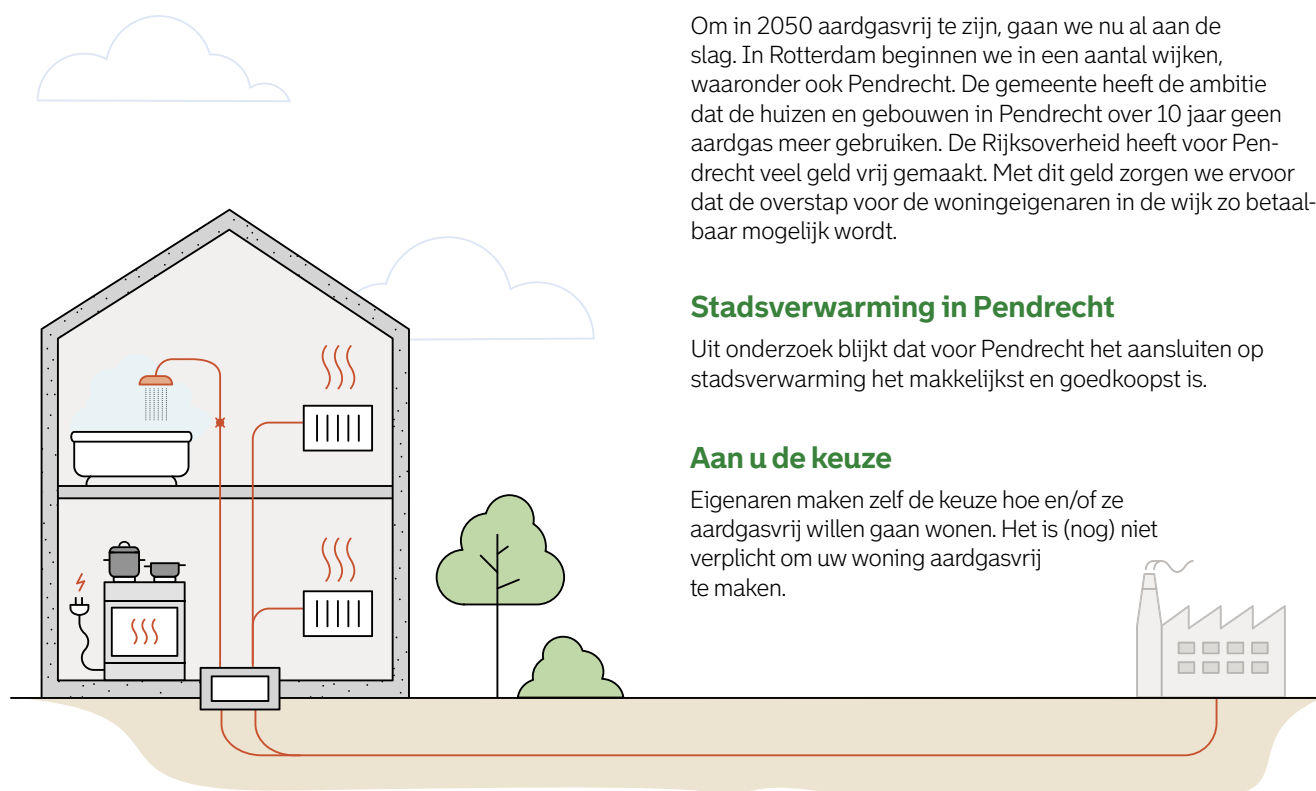 Om in 2050 aardgasvrij te zijn, gaan we nu al aan de
slag. In Rotterdam beginnen we in een aantal wijken,
waaronder ook Pendrecht. De gemeente heeft de ambitie
dat de huizen en gebouwen in Pendrecht over 10 jaar geen
aardgas meer gebruiken. De Rijksoverheid heeft voor Pen-
drecht veel geld vrij gemaakt. Met dit geld zorgen we ervoor
dat de overstap voor de woningeigenaren in de wijk zo betaal-
baar mogelijk wordt.
Stadsverwarming in Pendrecht
Uit onderzoek blijkt dat voor Pendrecht het aansluiten op
stadsverwarming het makkelijkst en goedkoopst is.
Aan u de keuze
Eigenaren maken zelf de keuze hoe en/of ze
aardgasvrij willen gaan wonen. Het is (nog) niet
verplicht om uw woning aardgasvrij
te maken.